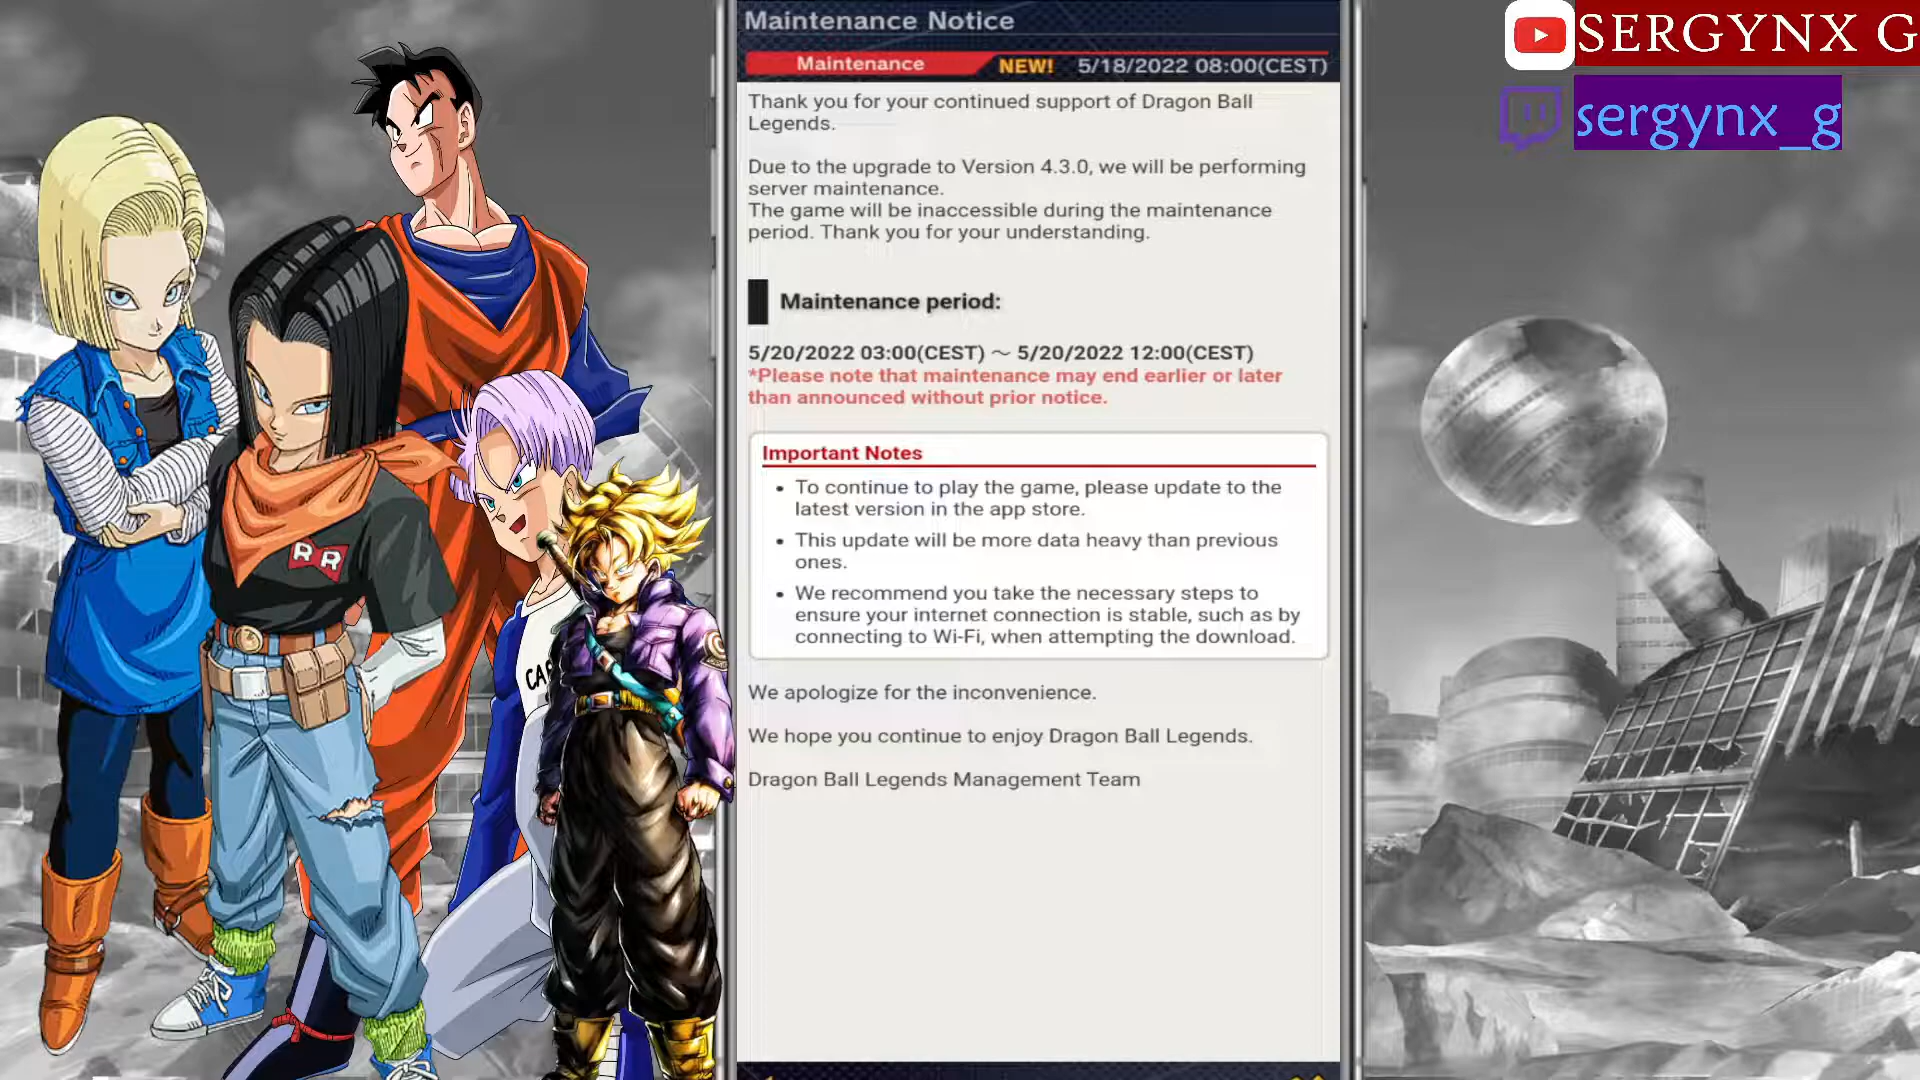 Maintenance Notice
Maintenance NEW! 5/18/2022 08:00(CEST)
Thank you for your continued support of Dragon Ball
Legends.
Due to the upgrade to Version 4.3.0, we will be performing
server maintenance.
The game will be inaccessible during the maintenance
period. Thank you for your understanding.
Maintenance period:
5/20/2022 03:00(CEST) ～ 5/20/2022 12:00(CEST)
*Please note that maintenance may end earlier or later
than announced without prior notice.
Important Notes
• To continue to play the game, please update to the
latest version in the app store.
• This update will be more data heavy than previous
ones.
• We recommend you take the necessary steps to
ensure your internet connection is stable, such as by
connecting to Wi-Fi, when attempting the download.
We apologize for the inconvenience.
We hope you continue to enjoy Dragon Ball Legends.
Dragon Ball Legends Management Team
SERGYNX G
sergynx_g
RR
CA